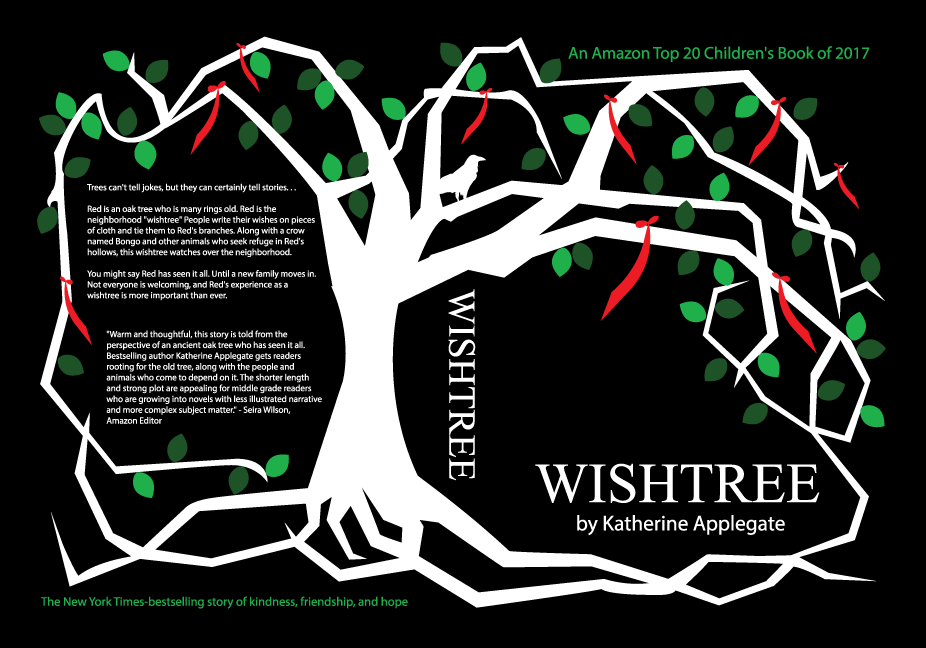 An Amazon Top 20 Children's Book of 2017
Trees can't tell jokes, but they can certainly tell stories. . .
Red is an oak tree who is many rings old. Red is the
neighborhood "wishtree" People write their wishes on pieces
of cloth and tie them to Red's branches. Along with a crow
named Bongo and other animals who seek refuge in Red's
hollows, this wishtree watches over the neighborhood.
You might say Red has seen it all. Until a new family moves in.
Not everyone is welcoming, and Red's experience as a
wishtree is more important than ever.
"Warm and thoughtful, this story is told from the
perspective of an ancient oak tree who has seen it all.
Bestselling author Katherine Applegate gets readers
rooting for the old tree, along with the people and
animals who come to depend on it. The shorter length
and strong plot are appealing for middle grade readers
who are growing into novels with less illustrated narrative
and more complex subject matter." - Seira Wilson,
Amazon Editor
The New York Times-bestselling story of kindness, friendship, and hope
WISHTREE
WISHTREE
by Katherine Applegate